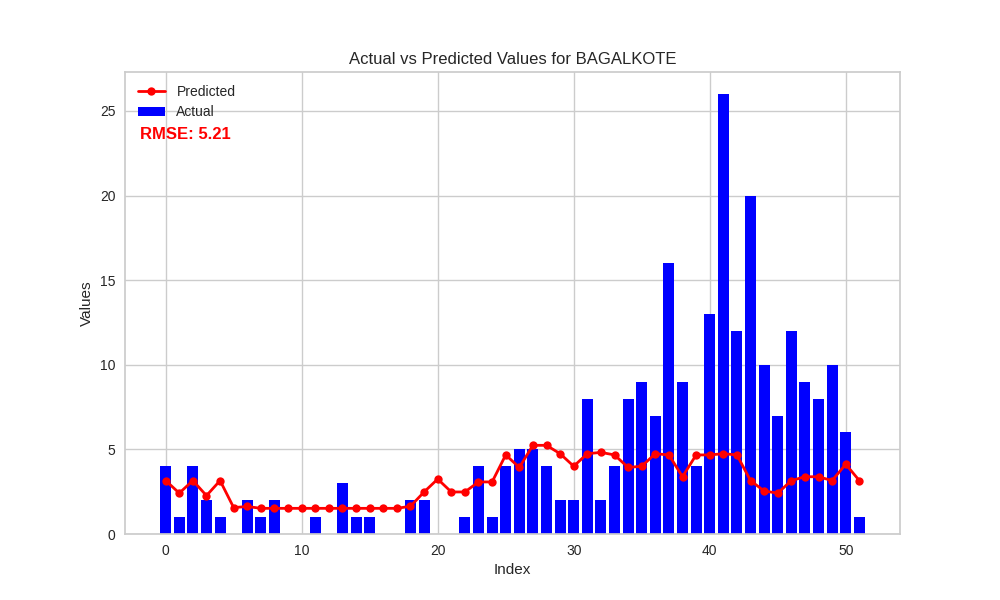 Actual vs Predicted Values for BAGALKOTE
Predicted
Actual
RMSE: 5.21
Values
25
20
15
10
5
0
0 10 20 30 40 50
Index